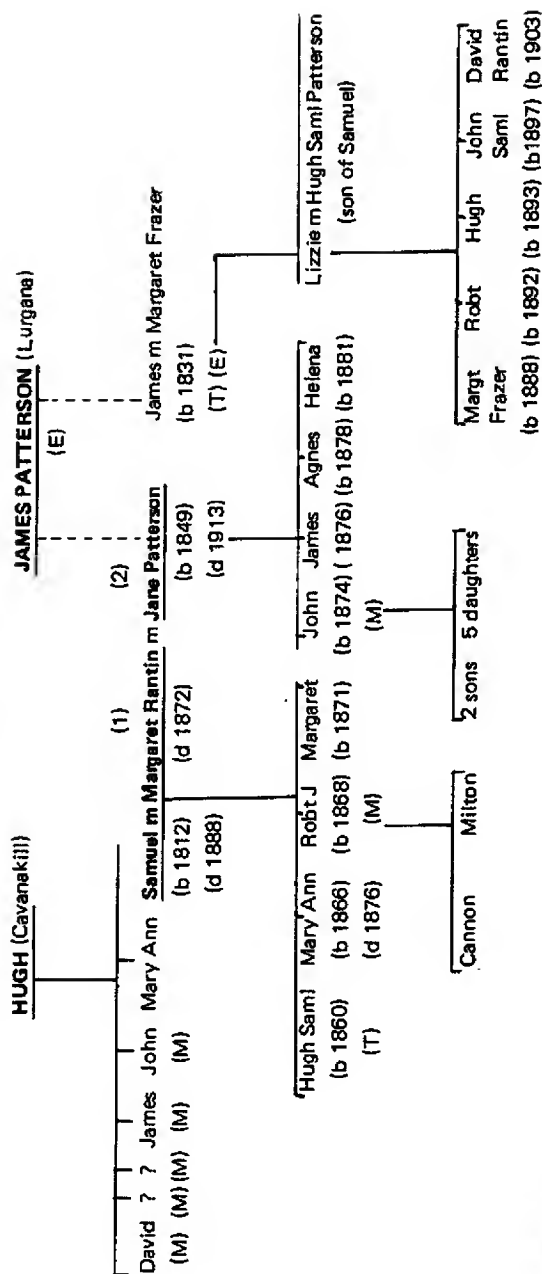 HUGH (Cavanakill) JAMES PATTERSON (Lurgana)
(E)
(1) (2)
David ? ? James John Mary Ann Samuel m Margaret Rantin m Jane Patterson James m Margaret Frazer
(M) (M) (M) (M) (M) (b 1812) (d 1872) (b 1849) (b 1831)
(d 1888) (d 1913) (T) (E)
Hugh Saml Mary Ann Robt J Margaret John James Agnes Helena Lizzie m Hugh Saml Patterson
(b 1860) (b 1866) (b 1868) (b 1871) (b 1874) ( 1876) (b 1878) (b 1881) (son of Samuel)
(T) (d 1876) (M) (M)
Cannon Milton 2 sons 5 daughters Margt Robt Hugh John David
Frazer Saml Rantin
(b 1888) (b 1892) (b 1893) (b1897) (b 1903)